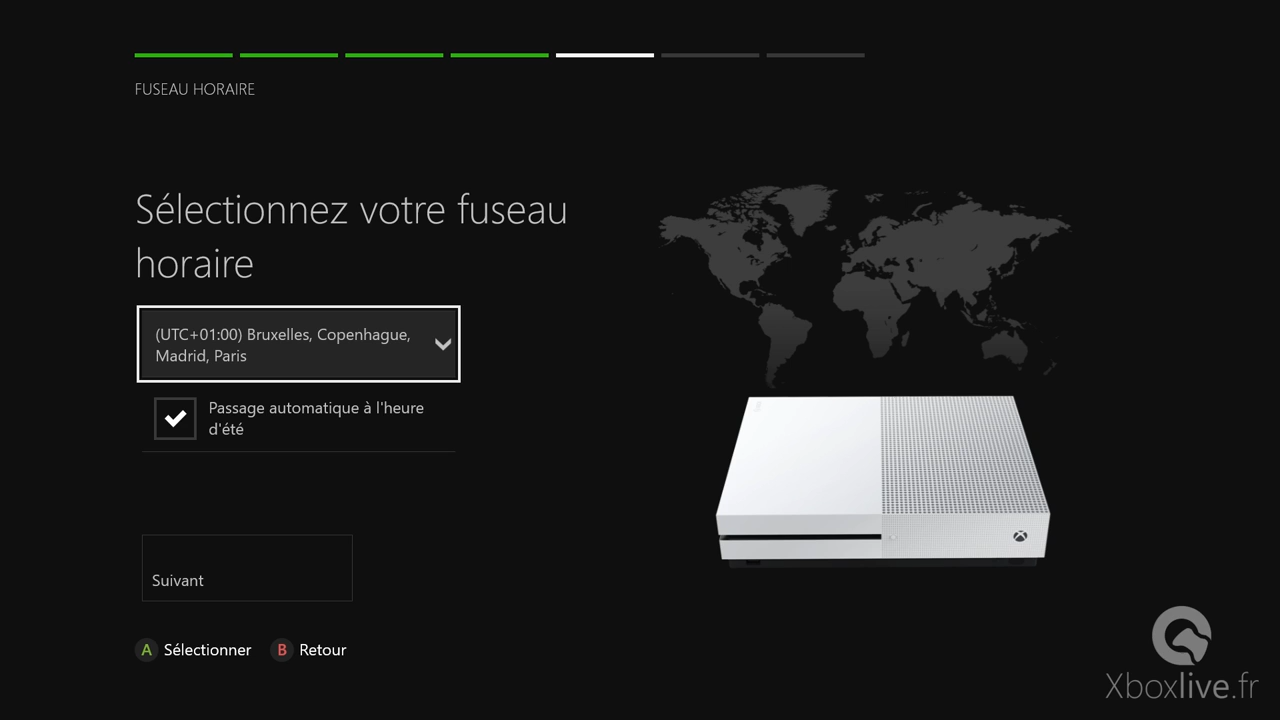 FUSEAU HORAIRE
Sélectionnez votre fuseau
horaire
(UTC+01:00) Bruxelles, Copenhague,
Madrid, Paris
Passage automatique à l'heure
d'été
Suivant
A Sélectionner B Retour
Xboxlive.fr